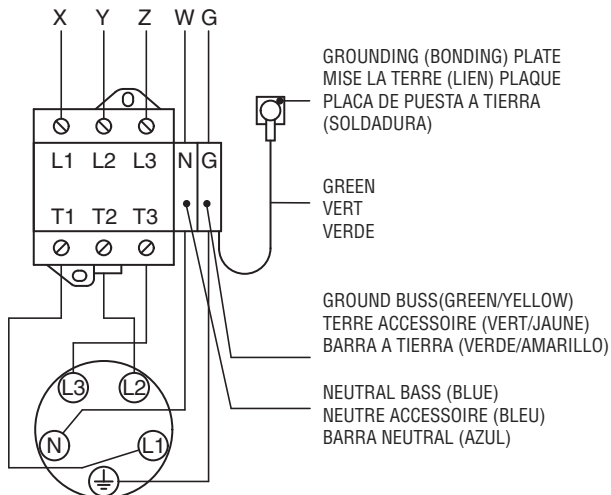 X Y Z W G
GROUNDING (BONDING) PLATE
MISE LA TERRE (LIEN) PLAQUE
PLACA DE PUESTA A TIERRA
(SOLDADURA)
L1 L2 L3 N G
T1 T2 T3
GREEN
VERT
VERDE
GROUND BUSS(GREEN/YELLOW)
TERRE ACCESSOIRE (VERT/JAUNE)
BARRA A TIERRA (VERDE/AMARILLO)
NEUTRAL BASS (BLUE)
NEUTRE ACCESSOIRE (BLEU)
BARRA NEUTRAL (AZUL)
L3 L2
N L1